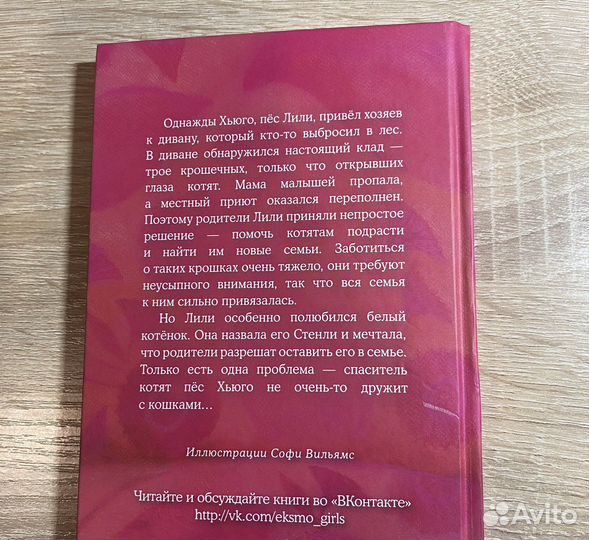 Однажды Хьюго, пёс Лили, привёл хозяев
к дивану, который кто-то выбросил в лес.
В диване обнаружился настоящий клад —
трое крошечных, только что открывших
глаза котят. Мама малышей пропала,
а местный приют оказался переполнен.
Поэтому родители Лили приняли непростое
решение — помочь котятам подрасти
и найти им новые семьи. Заботиться
о таких крошках очень тяжело, они требуют
неусыпного внимания, так что вся семья
к ним сильно привязалась.
Но Лили особенно полюбился белый
котёнок. Она назвала его Стенли и мечтала,
что родители разрешат оставить его в семье.
Только есть одна проблема — спаситель
котят пёс Хьюго не очень-то дружит
с кошками...
Иллюстрации Софи Вильямс
Читайте и обсуждайте книги во «ВКонтакте»
http://vk.com/eksmo_girls
Avito